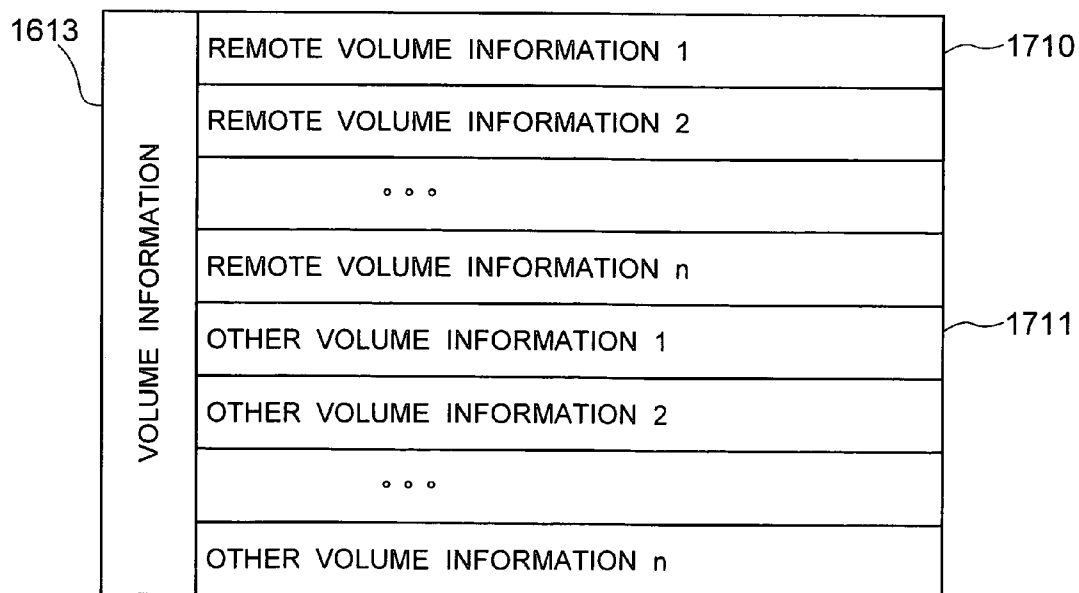 1613
VOLUME INFORMATION
REMOTE VOLUME INFORMATION 1
1710
REMOTE VOLUME INFORMATION 2
° ° °
REMOTE VOLUME INFORMATION n
OTHER VOLUME INFORMATION 1
1711
OTHER VOLUME INFORMATION 2
° ° °
OTHER VOLUME INFORMATION n